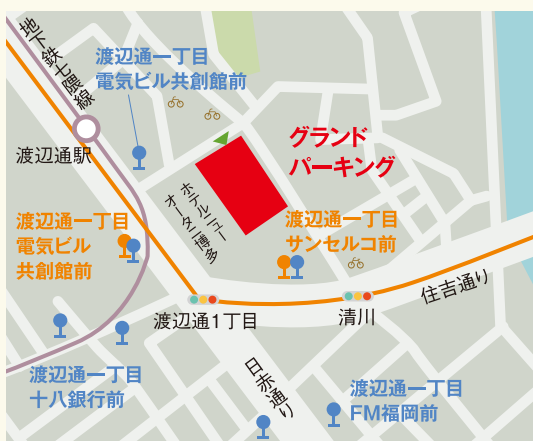 地下鉄七隈線
渡辺通一丁目
電気ビル共創館前
渡辺通駅
グランド
パーキング
ホテルニュー
オータニ博多
渡辺通一丁目
電気ビル
共創館前
渡辺通一丁目
サンセルコ前
住吉通り
渡辺通1丁目
清川
日赤通り
渡辺通一丁目
十八銀行前
渡辺通一丁目
FM福岡前